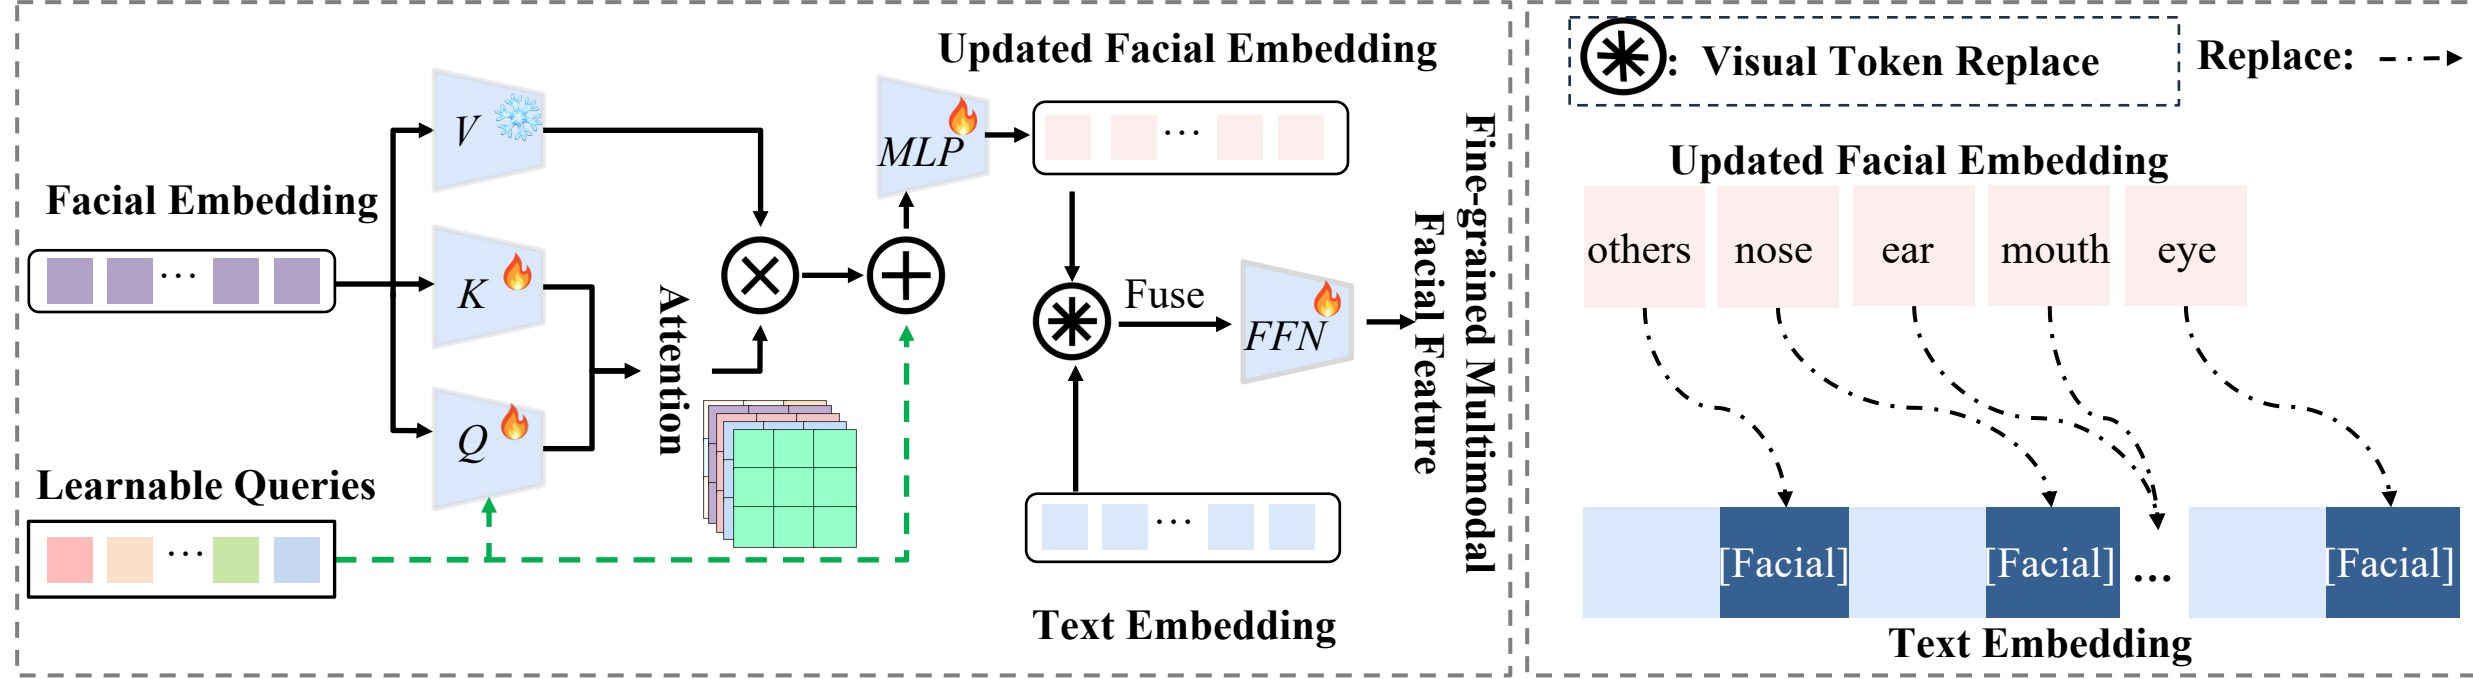 Updated Facial Embedding
V
MLP
...
Facial Embedding
...
K
Q
Attention
Learnable Queries
...
Fuse
FFN
...
Text Embedding
Fine-grained Multimodal
Facial Feature
: Visual Token Replace
Replace:
Updated Facial Embedding
others nose ear mouth eye
[Facial] [Facial] ... [Facial]
Text Embedding